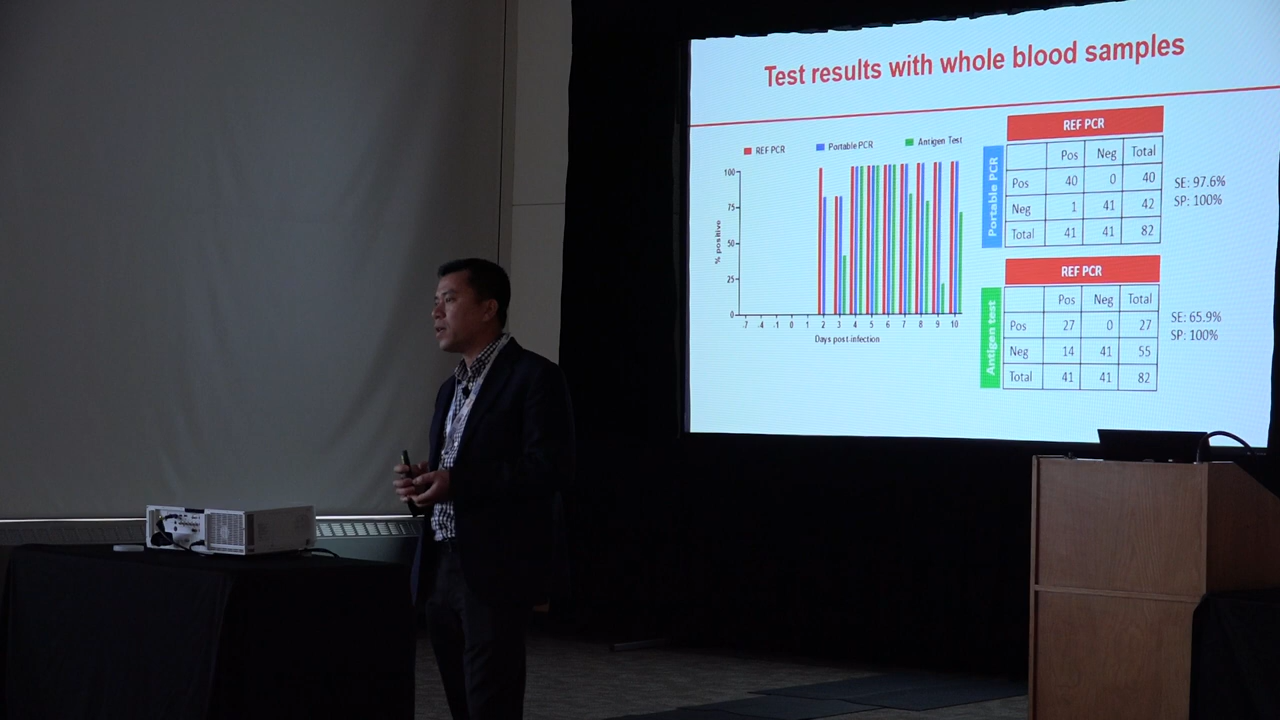 Test results with whole blood samples
REF PCR Portable PCR Antigen Test
100
75
50
25
0
% positive
-7 -4 -1 0 1 2 3 4 5 6 7 8 9 10
Days post infection
REF PCR
Portable PCR
Pos Neg Total
Pos 40 0 40
Neg 1 41 42
Total 41 41 82
SE: 97.6%
SP: 100%
REF PCR
Antigen test
Pos Neg Total
Pos 27 0 27
Neg 14 41 55
Total 41 41 82
SE: 65.9%
SP: 100%